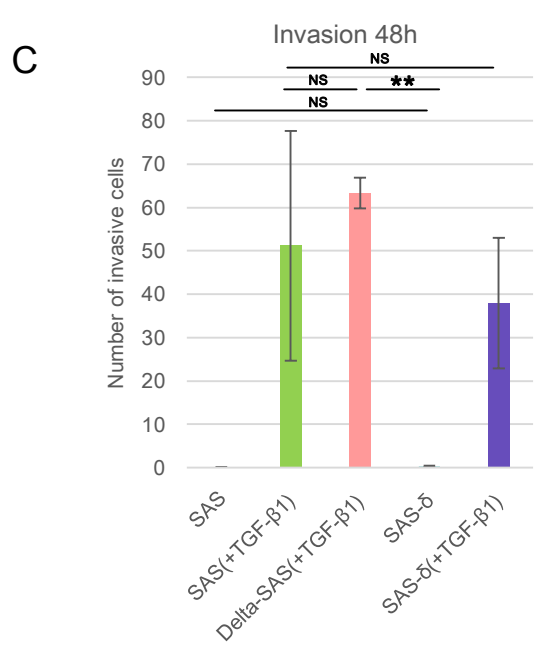 C
Invasion 48h
NS
NS
**
NS
Number of invasive cells
90
80
70
60
50
40
30
20
10
0
SAS
SAS(+TGF-β1)
Delta-SAS(+TGF-β1)
SAS-δ
SAS-δ(+TGF-β1)